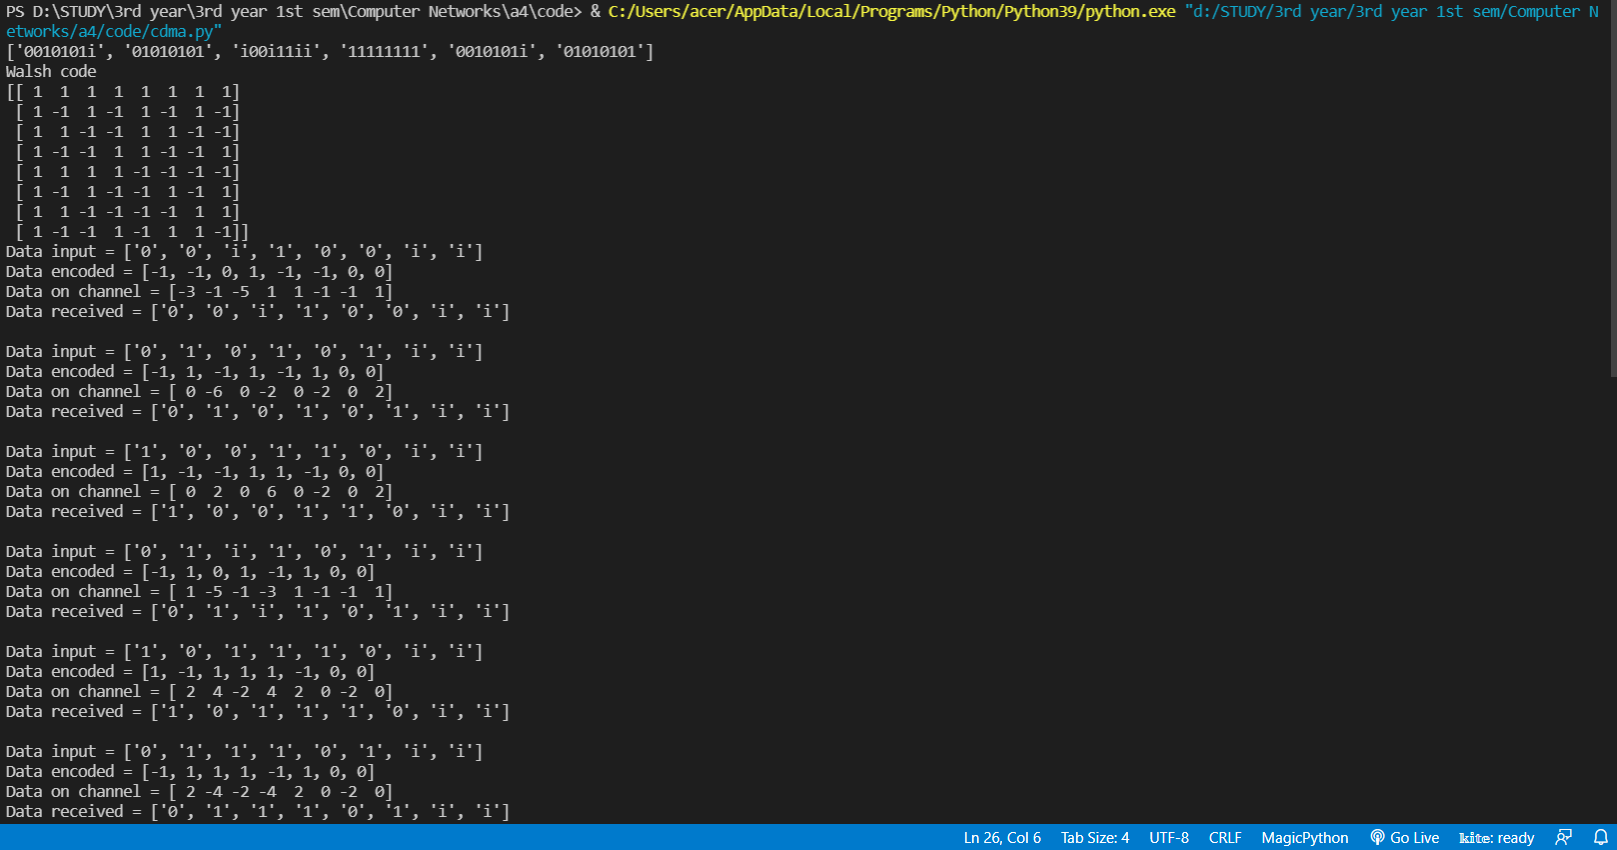 PS D:\STUDY\3rd year\3rd year 1st sem\Computer Networks\a4\code> & C:/Users/acer/AppData/Local/Programs/Python/Python39/python.exe "d:/STUDY/3rd year/3rd year 1st sem/Computer N
etworks/a4/code/cdma.py"
['0010101i', '01010101', 'i00i11ii', '11111111', '0010101i', '01010101']
Walsh code
[[ 1  1  1  1  1  1  1  1]
 [ 1 -1  1 -1  1 -1  1 -1]
 [ 1  1 -1 -1  1  1 -1 -1]
 [ 1 -1 -1  1  1 -1 -1  1]
 [ 1  1  1  1 -1 -1 -1 -1]
 [ 1 -1  1 -1 -1  1 -1  1]
 [ 1  1 -1 -1 -1 -1  1  1]
 [ 1 -1 -1  1 -1  1  1 -1]]
Data input = ['0', '0', 'i', '1', '0', '0', 'i', 'i']
Data encoded = [-1, -1, 0, 1, -1, -1, 0, 0]
Data on channel = [-3 -1 -5  1  1 -1 -1  1]
Data received = ['0', '0', 'i', '1', '0', '0', 'i', 'i']

Data input = ['0', '1', '0', '1', '0', '1', 'i', 'i']
Data encoded = [-1, 1, -1, 1, -1, 1, 0, 0]
Data on channel = [ 0 -6  0 -2  0 -2  0  2]
Data received = ['0', '1', '0', '1', '0', '1', 'i', 'i']

Data input = ['1', '0', '0', '1', '1', '0', 'i', 'i']
Data encoded = [1, -1, -1, 1, 1, -1, 0, 0]
Data on channel = [ 0  2  0  6  0 -2  0  2]
Data received = ['1', '0', '0', '1', '1', '0', 'i', 'i']

Data input = ['0', '1', 'i', '1', '0', '1', 'i', 'i']
Data encoded = [-1, 1, 0, 1, -1, 1, 0, 0]
Data on channel = [ 1 -5 -1 -3  1 -1 -1  1]
Data received = ['0', '1', 'i', '1', '0', '1', 'i', 'i']

Data input = ['1', '0', '1', '1', '1', '0', 'i', 'i']
Data encoded = [1, -1, 1, 1, 1, -1, 0, 0]
Data on channel = [ 2  4 -2  4  2  0 -2  0]
Data received = ['1', '0', '1', '1', '1', '0', 'i', 'i']

Data input = ['0', '1', '1', '1', '0', '1', 'i', 'i']
Data encoded = [-1, 1, 1, 1, -1, 1, 0, 0]
Data on channel = [ 2 -4 -2 -4  2  0 -2  0]
Data received = ['0', '1', '1', '1', '0', '1', 'i', 'i']
Ln 26, Col 6 Tab Size: 4 UTF-8 CRLF MagicPython Go Live kite: ready